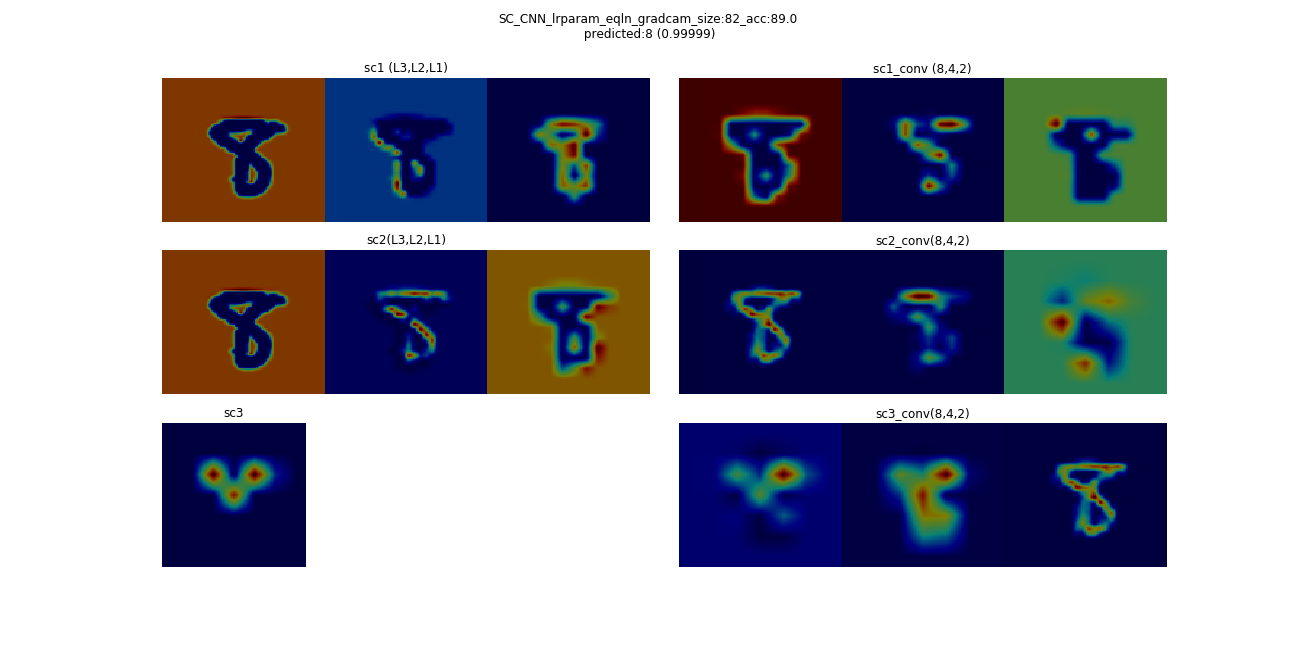 SC_CNN_lrparam_eqln_gradcam_size:82_acc:89.0
predicted:8 (0.99999)
sc1 (L3,L2,L1)
sc1_conv (8,4,2)
sc2(L3,L2,L1)
sc2_conv(8,4,2)
sc3
sc3_conv(8,4,2)